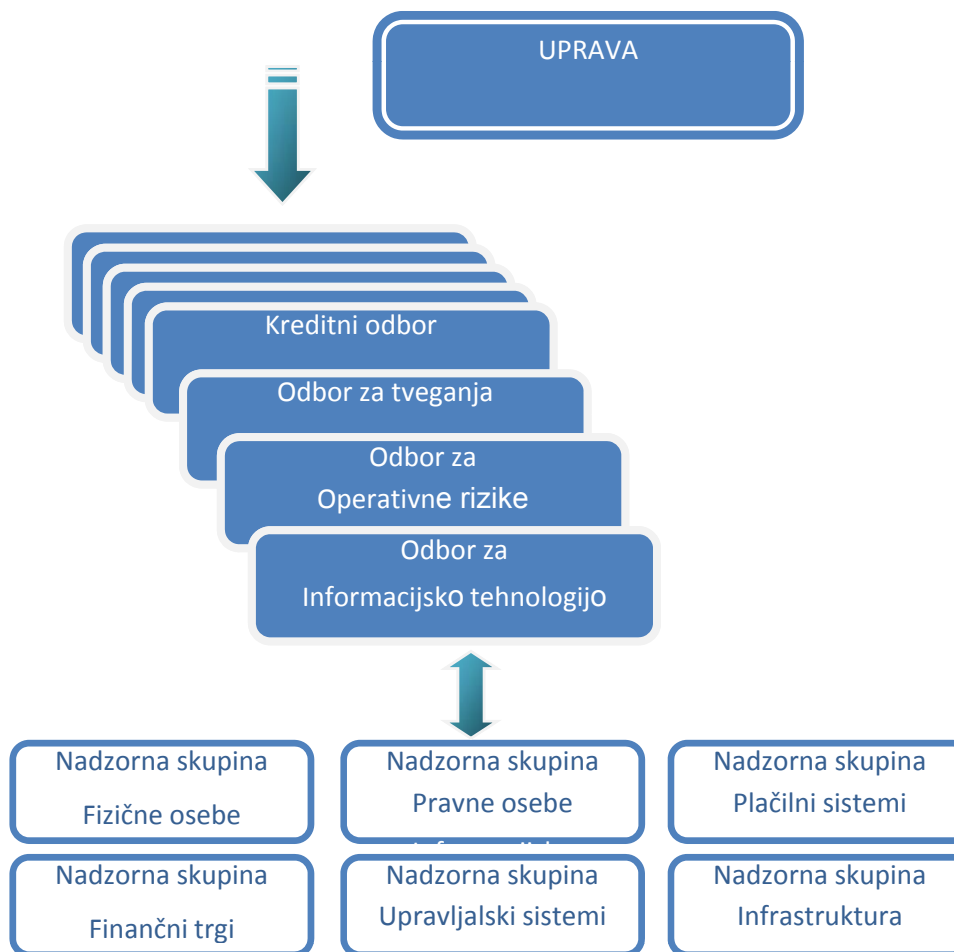 UPRAVA
Kreditni odbor
Odbor za tveganja
Odbor za
Operativne rizike
Odbor za
Informacijsko tehnologijo
Nadzorna skupina
Fizične osebe
Nadzorna skupina
Pravne osebe
Nadzorna skupina
Plačilni sistemi
Nadzorna skupina
Finančni trgi
Nadzorna skupina
Upravljalski sistemi
Nadzorna skupina
Infrastruktura